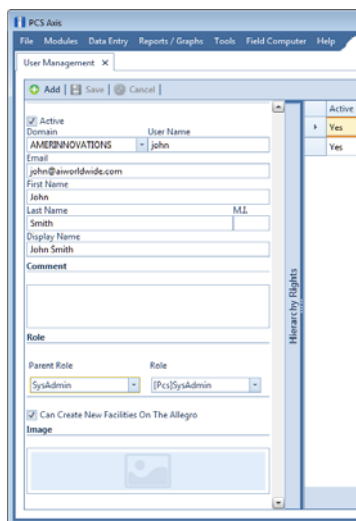 PCS Axis
File Modules Data Entry Reports / Graphs Tools Field Computer Help
User Management X
Add Save Cancel
Active
Domain User Name
AMERINNOVATIONS john
Email
john@aiworldwide.com
First Name
John
Last Name M.I.
Smith
Display Name
John Smith
Comment
Role
Parent Role Role
SysAdmin [Pcs]SysAdmin
Can Create New Facilities On The Allegro
Image
Hierarchy Rights
Active
Yes
Yes